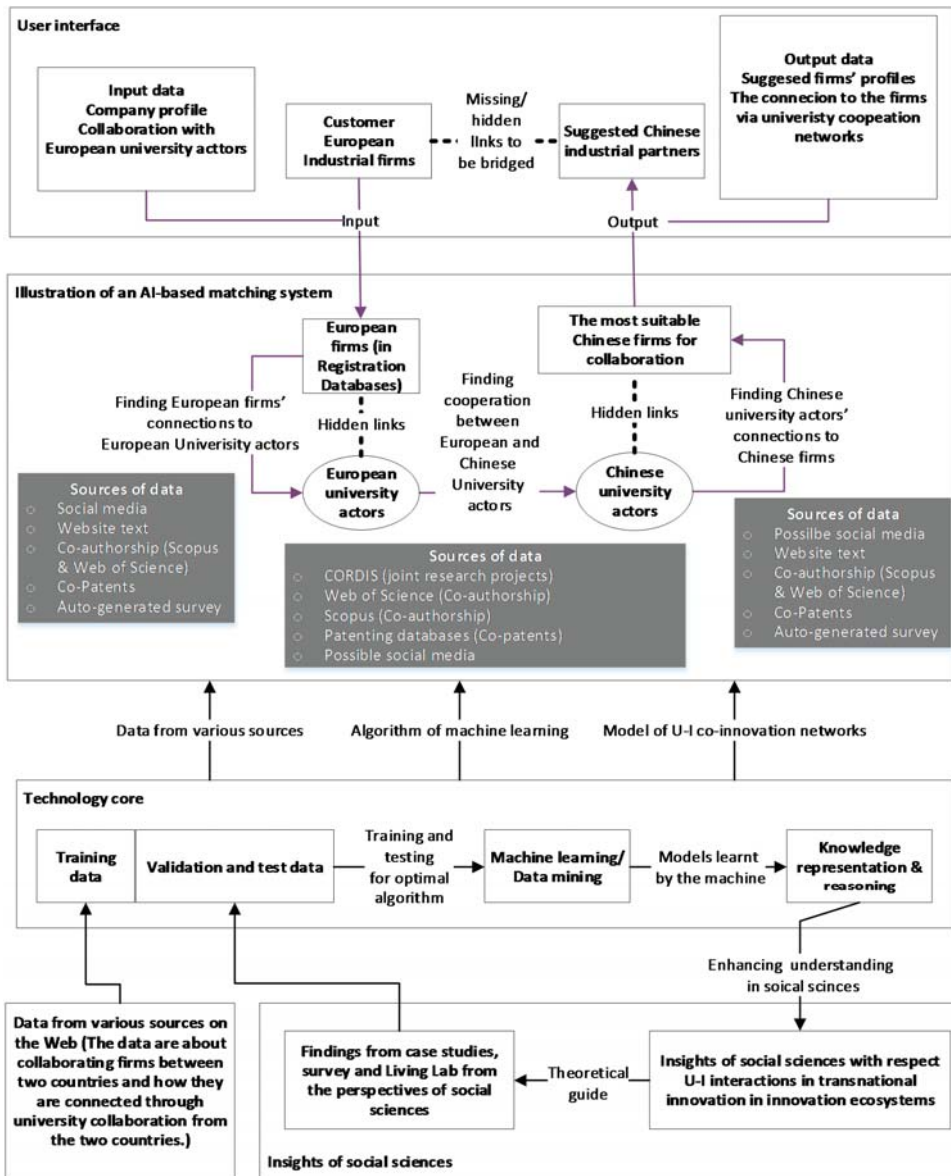 User interface
Input data
Company profile
Collaboration with
European university acttors
Customer
European
Industrial firms
Missing/
hidden
links to
be bridged
Suggested Chinese
industrial partners
Output data
Suggesed firms' profiles
The connecion to the firms
via univeristy coopeation
networks
Input
Output
Illustration of an AI-based matching system
European
firms (in
Registration
Databases)
The most suitable
Chinese firms for
collaboration
Finding European firms'
connections to
European Univerisity actors
Hidden links
Finding
cooperation
between
European and
Chinese
University
actors
Hidden links
Finding Chinese
university actors'
connections to
Chinese firms
European
university
actors
Chinese
university
actors
Sources of data
○ Social media
○ Website text
○ Co-authorship (Scopus
& Web of Science)
○ Co-Patents
○ Auto-generated survey
Sources of data
○ CORDIS (joint research projects)
○ Web of Science (Co-authorship)
○ Scopus (Co-authorship)
○ Patenting databases (Co-patents)
○ Possible social media
Sources of data
○ Possilbe social media
○ Website text
○ Co-authorship (Scopus
& Web of Science)
○ Co-Patents
○ Auto-generated survey
Data from various sources
Algorithm of machine learning
Model of U-I co-innovation networks
Technology core
Training
data
Validation and test data
Training and
testing
for optimal
algorithm
Machine learning/
Data mining
Models learnt
by the machine
Knowledge
representation &
reasoning
Enhancing understanding
in soical scinces
Data from various sources on
the Web (The data are about
collaborating firms between
two countries and how they
are connected through
university collaboration from
the two countries.)
Findings from case studies,
survey and Living Lab from
the perspectives of social
sciences
Theoretical
guide
Insights of social sciences with respect
U-I interactions in transnational
innovation in innovation ecosystems
Insights of social sciences